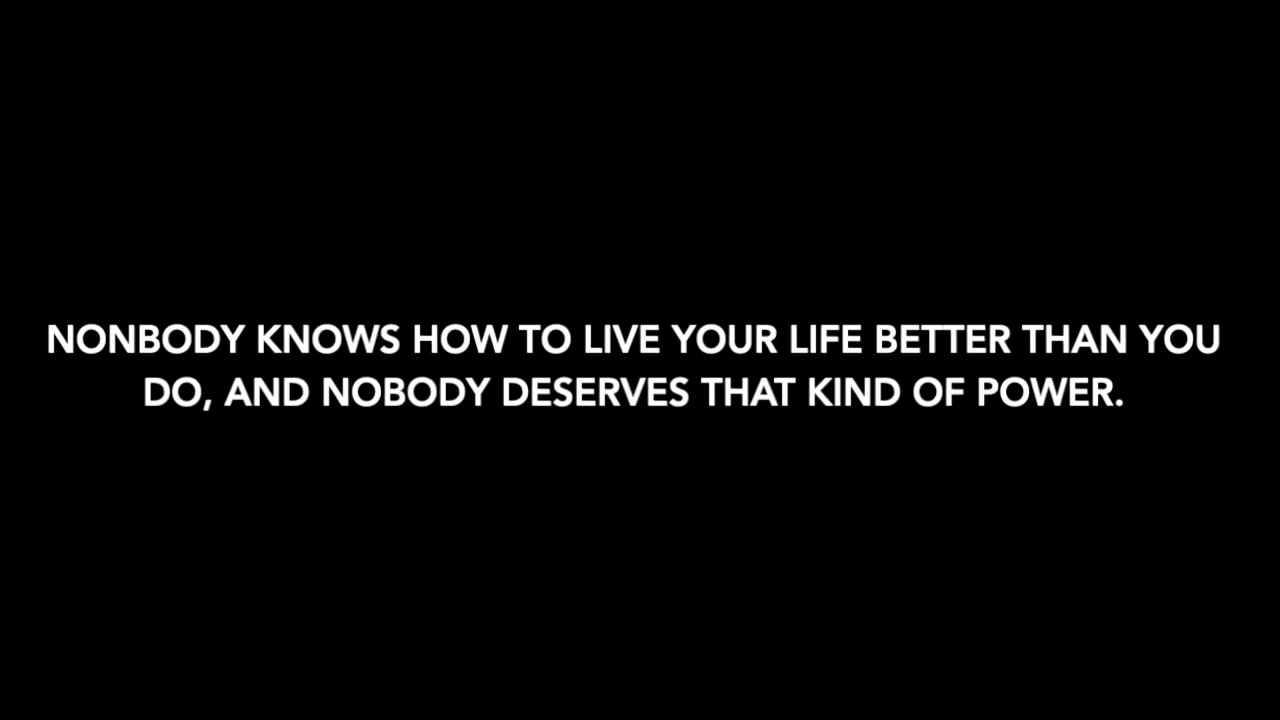 NONBODY KNOWS HOW TO LIVE YOUR LIFE BETTER THAN YOU
DO, AND NOBODY DESERVES THAT KIND OF POWER.